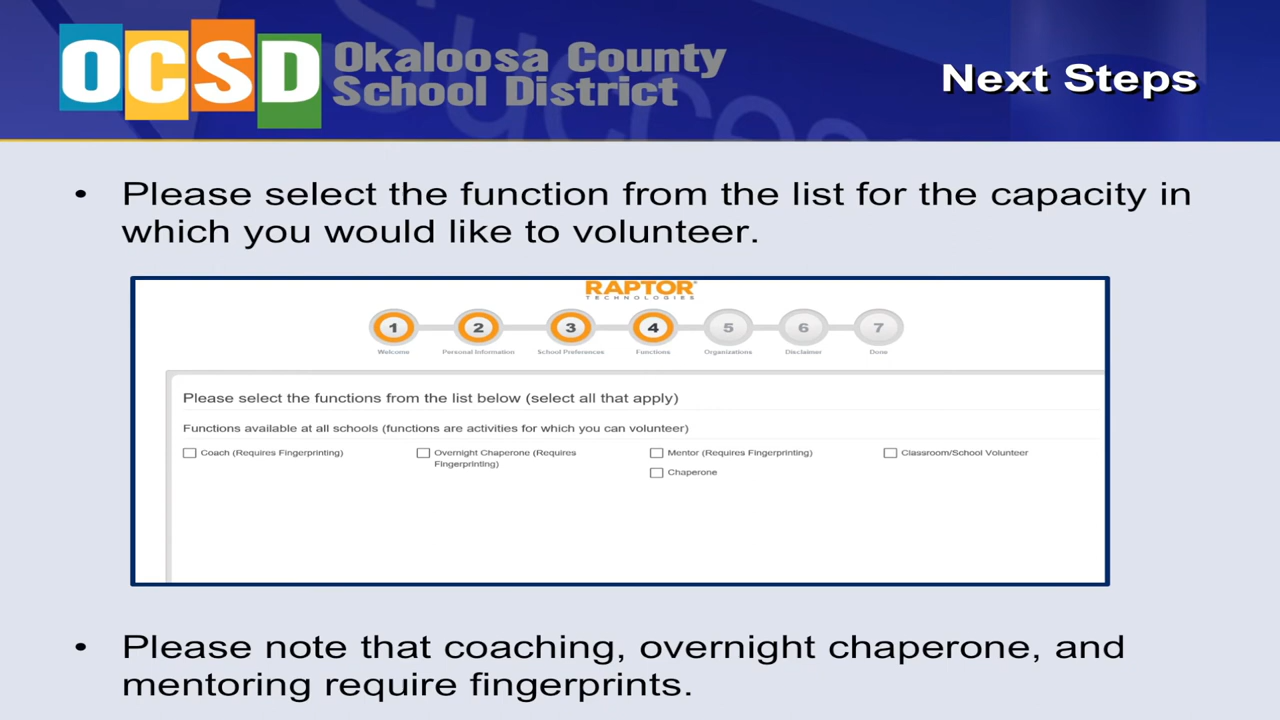 OCSD
Okaloosa County
School District
Next Steps
Success
• Please select the function from the list for the capacity in
which you would like to volunteer.
RAPTOR®
TECHNOLOGIES
1 2 3 4 5 6 7
Welcome Personal Information School Preferences Functions Organizations Disclaimer Done
Please select the functions from the list below (select all that apply)
Functions available at all schools (functions are activities for which you can volunteer)
Coach (Requires Fingerprinting) Overnight Chaperone (Requires Mentor (Requires Fingerprinting) Classroom/School Volunteer
Fingerprinting)
Chaperone
• Please note that coaching, overnight chaperone, and
mentoring require fingerprints.